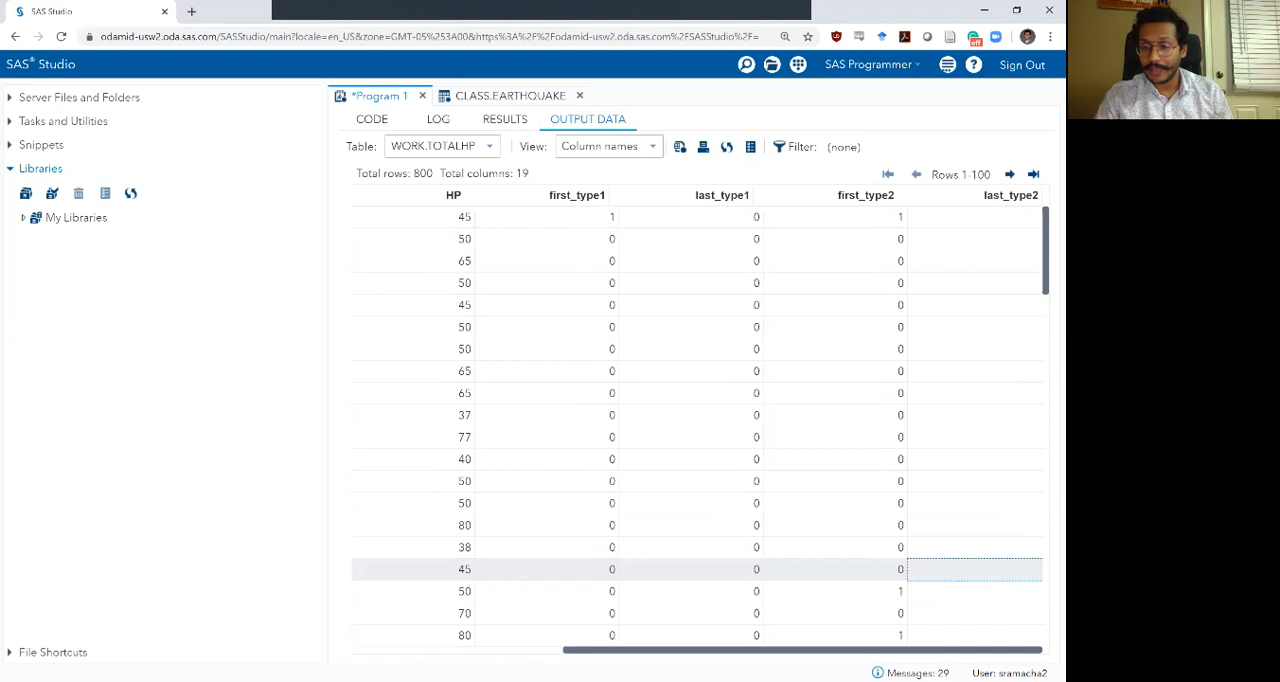 SAS Studio
odamid-usw2.oda.sas.com/SASStudio/main?locale=en_US&zone=GMT-05%253A00&https%3A%2F%2Fodamid-usw2.oda.sas.com%2FSASStudio%2F=
off
SAS® Studio
SAS Programmer
Sign Out
Server Files and Folders
Tasks and Utilities
Snippets
Libraries
My Libraries
File Shortcuts
*Program 1
CLASS.EARTHQUAKE
CODE LOG RESULTS OUTPUT DATA
Table: WORK.TOTALHP View: Column names Filter: (none)
Total rows: 800 Total columns: 19 Rows 1-100
HP first_type1 last_type1 first_type2 last_type2
45 1 0 1
50 0 0 0
65 0 0 0
50 0 0 0
45 0 0 0
50 0 0 0
50 0 0 0
65 0 0 0
65 0 0 0
37 0 0 0
77 0 0 0
40 0 0 0
50 0 0 0
50 0 0 0
80 0 0 0
38 0 0 0
45 0 0 0
50 0 0 1
70 0 0 0
80 0 0 1
Messages: 29 User: sramacha2